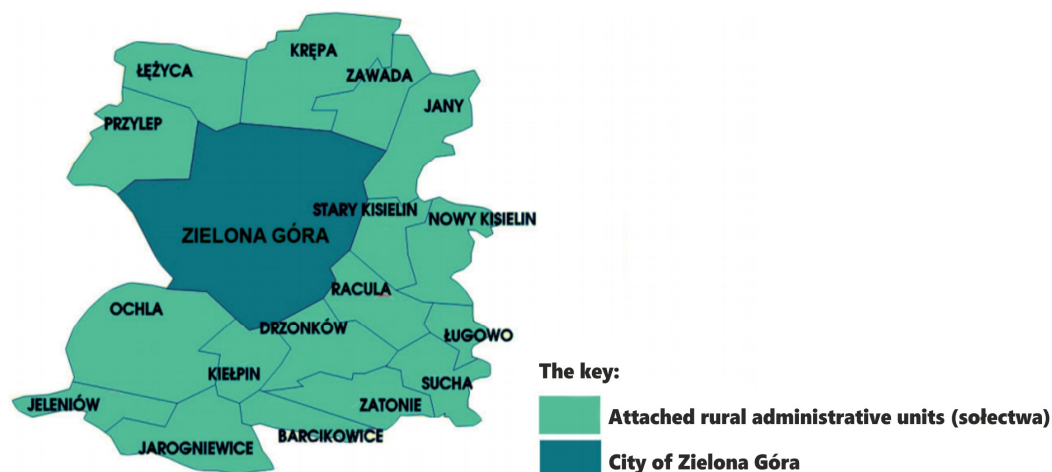 KRĘPA
ŁĘŻYCA
ZAWADA
JANY
PRZYLEP
STARY KISIELIN
NOWY KISIELIN
ZIELONA GÓRA
RACULA
OCHLA
DRZONKÓW
ŁUGOWO
KIEŁPIN
SUCHA
JELENIÓW
ZATONIE
BARCIKOWICE
JAROGNIEWICE
The key:
Attached rural administrative units (sołectwa)
City of Zielona Góra